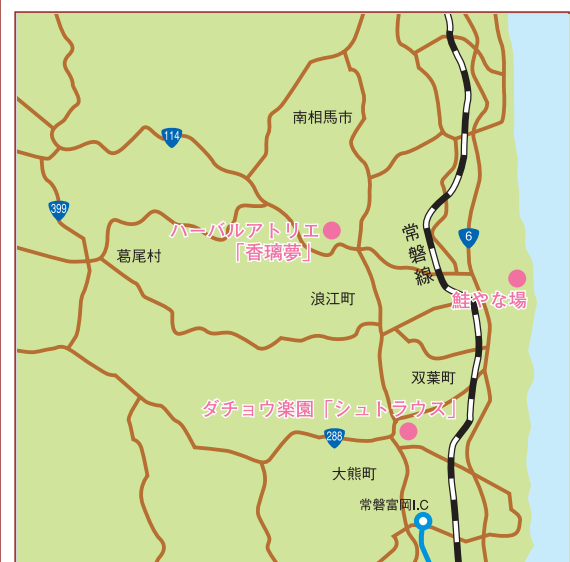 南相馬市
114
399
ハーバルアトリエ
「香璃夢」
常磐線
6
葛尾村
鮭やな場
浪江町
双葉町
ダチョウ楽園「シュトラウス」
288
大熊町
常磐富岡I.C